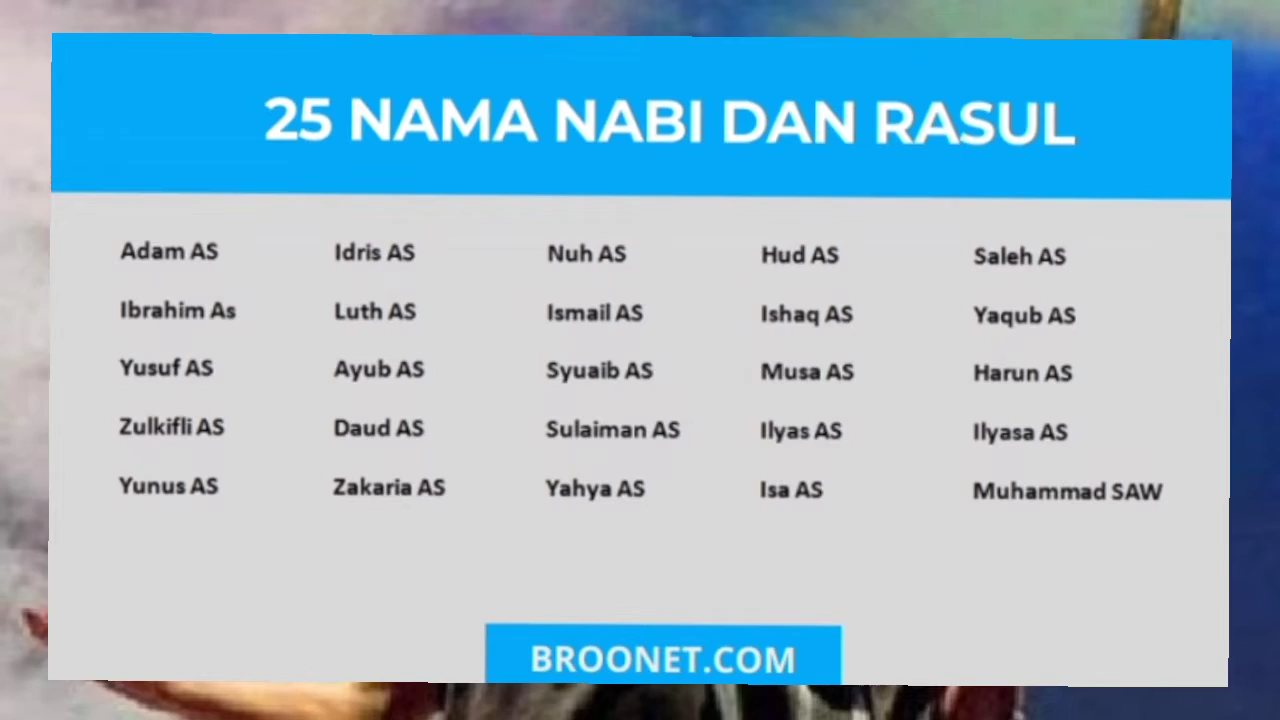 25 NAMA NABI DAN RASUL
Adam AS Idris AS Nuh AS Hud AS Saleh AS
Ibrahim As Luth AS Ismail AS Ishaq AS Yaqub AS
Yusuf AS Ayub AS Syuaib AS Musa AS Harun AS
Zulkifli AS Daud AS Sulaiman AS Ilyas AS Ilyasa AS
Yunus AS Zakaria AS Yahya AS Isa AS Muhammad SAW
BROONET.COM